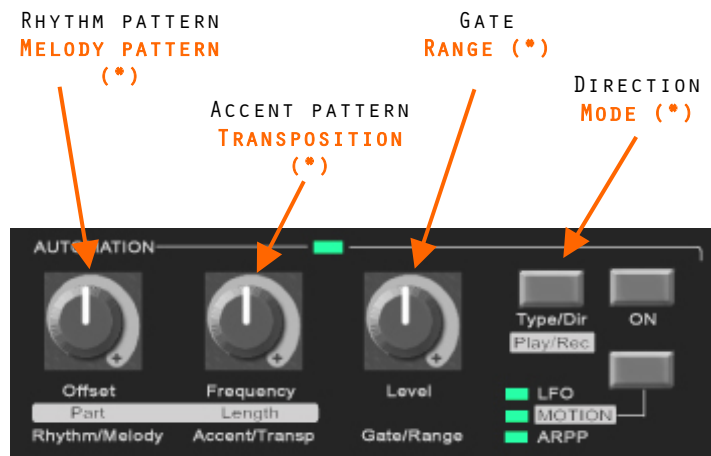 Rhythm pattern
Melody pattern
(*)
Gate
Range (*)
Accent pattern
Transposition
(*)
Direction
Mode (*)
AUTOMATION
Type/Dir
ON
Play/Rec
Offset
Frequency
Level
LFO
Part
Length
MOTION
Rhythm/Melody
Accent/Transp
Gate/Range
ARPP